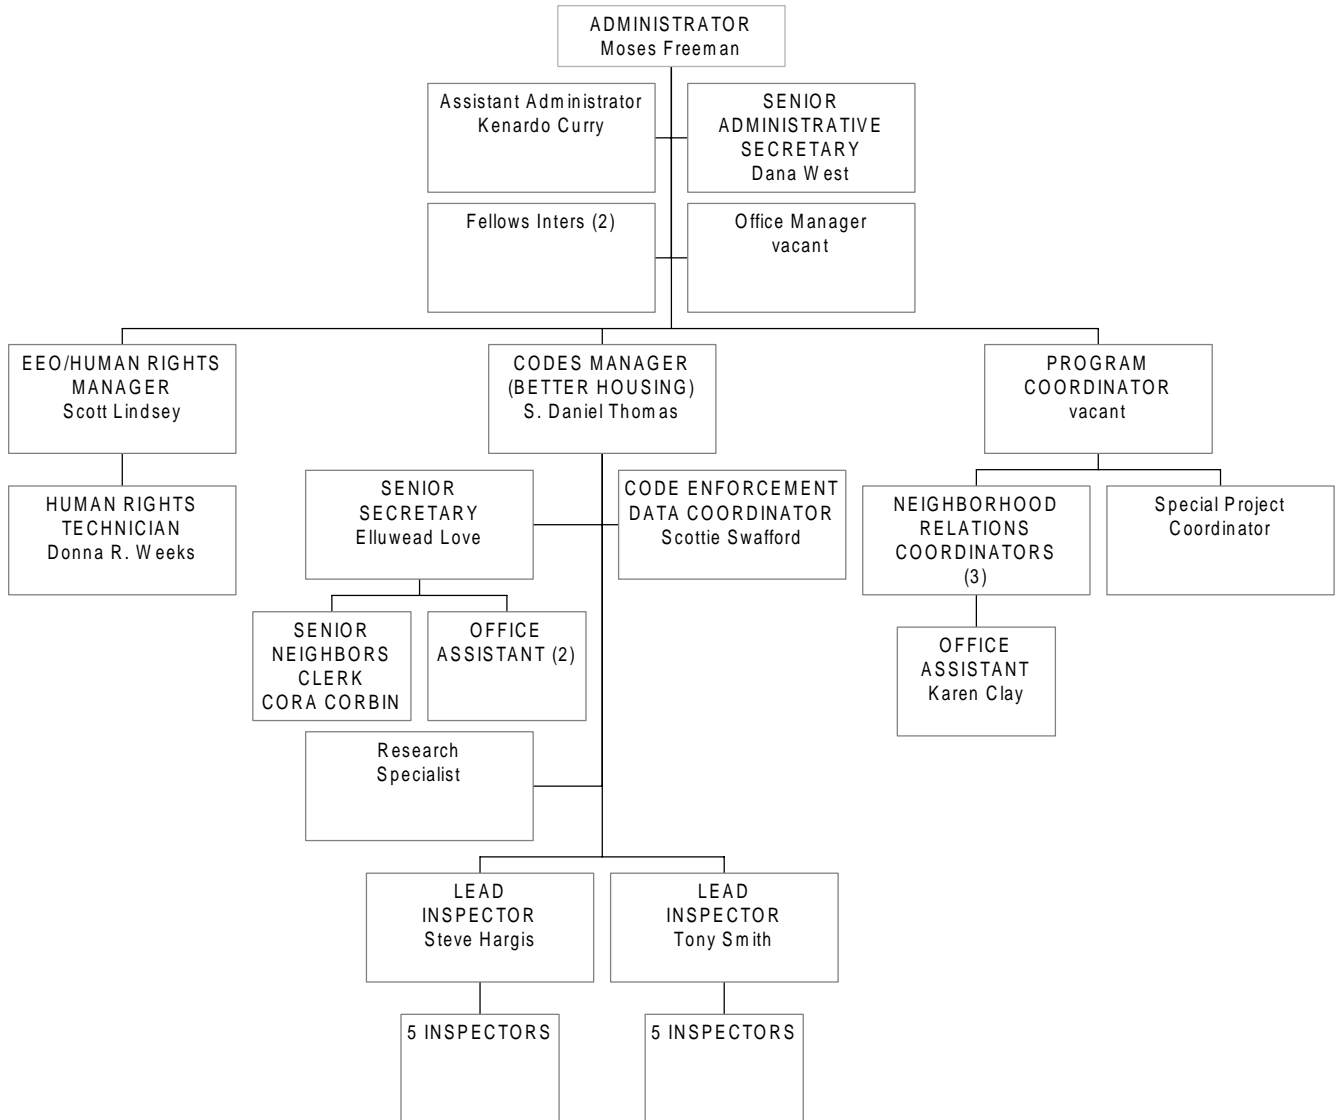 ADMINISTRATOR
Moses Freeman
Assistant Administrator
Kenardo Curry
SENIOR
ADMINISTRATIVE
SECRETARY
Dana West
Fellows Inters (2)
Office Manager
vacant
EEO/HUMAN RIGHTS
MANAGER
Scott Lindsey
CODES MANAGER
(BETTER HOUSING)
S. Daniel Thomas
PROGRAM
COORDINATOR
vacant
HUMAN RIGHTS
TECHNICIAN
Donna R. Weeks
SENIOR
SECRETARY
Elluwead Love
CODE ENFORCEMENT
DATA COORDINATOR
Scottie Swafford
NEIGHBORHOOD
RELATIONS
COORDINATORS
(3)
Special Project
Coordinator
SENIOR
NEIGHBORS
CLERK
CORA CORBIN
OFFICE
ASSISTANT (2)
OFFICE
ASSISTANT
Karen Clay
Research
Specialist
LEAD
INSPECTOR
Steve Hargis
LEAD
INSPECTOR
Tony Smith
5 INSPECTORS
5 INSPECTORS